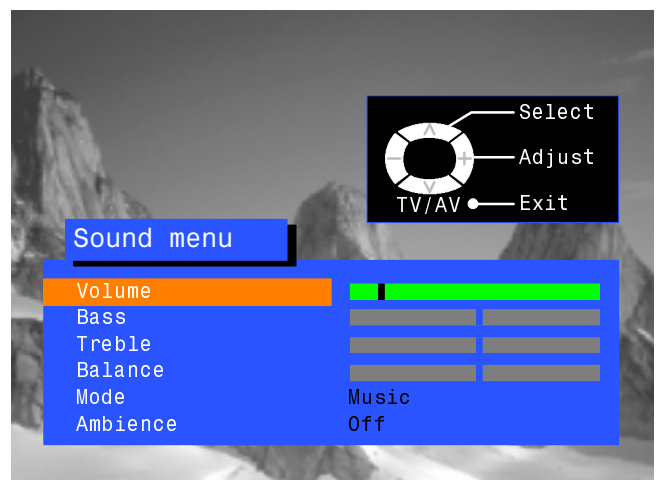 Select
Adjust
TV/AV Exit
Sound menu
Volume
Bass
Treble
Balance
Mode Music
Ambience Off